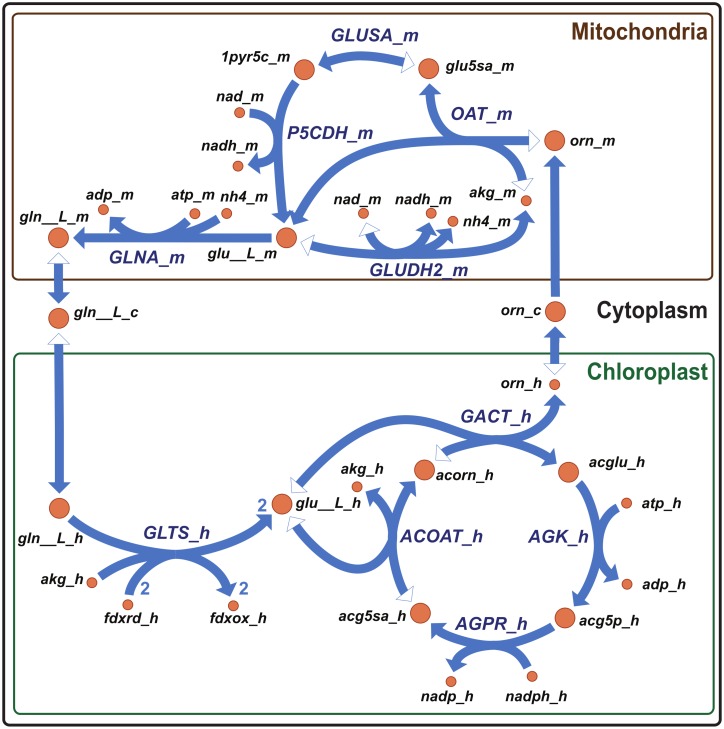 Mitochondria
GLUSA_m
1pyr5c_m
glu5sa_m
nad_m
OAT_m
P5CDH_m
nadh_m
orn_m
adp_m
atp_m
nh4_m
nad_m
nadh_m
akg_m
gln__L_m
nh4_m
GLNA_m
glu__L_m
GLUDH2_m
gln__L_c
orn_c
Cytoplasm
Chloroplast
orn_h
GACT_h
akg_h
acorn_h
acglu_h
2
glu__L_h
atp_h
gln__L_h
GLTS_h
ACOAT_h
AGK_h
akg_h
2
2
adp_h
fdxrd_h
fdxox_h
acg5sa_h
AGPR_h
acg5p_h
nadp_h
nadph_h